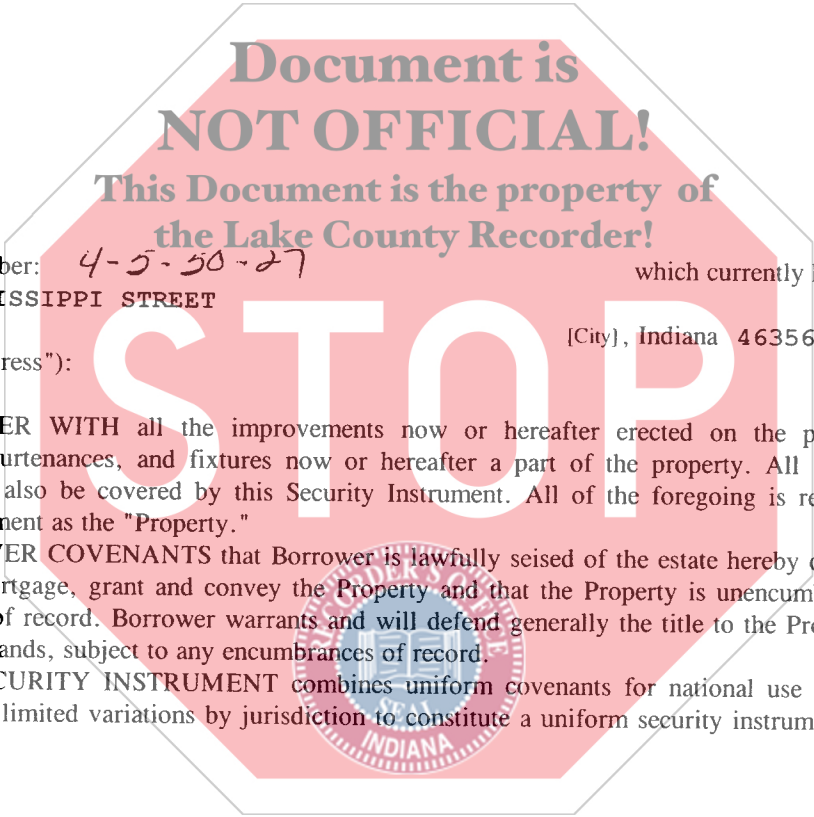 Document is
NOT OFFICIAL!
This Document is the property of
the Lake County Recorder!
ber: 4-5-50-27 which currently
ISSIPPI STREET
[City], Indiana 46356
ress"):
STOP
ER WITH all the improvements now or hereafter erected on the p
urtenances, and fixtures now or hereafter a part of the property. All
also be covered by this Security Instrument. All of the foregoing is re
ment as the "Property."
ER COVENANTS that Borrower is lawfully seised of the estate hereby
rtgage, grant and convey the Property and that the Property is unencum
of record. Borrower warrants and will defend generally the title to the Pr
ands, subject to any encumbrances of record.
CURITY INSTRUMENT combines uniform covenants for national use
limited variations by jurisdiction to constitute a uniform security instrum
RECORDER'S OFFICE
SEAL
INDIANA